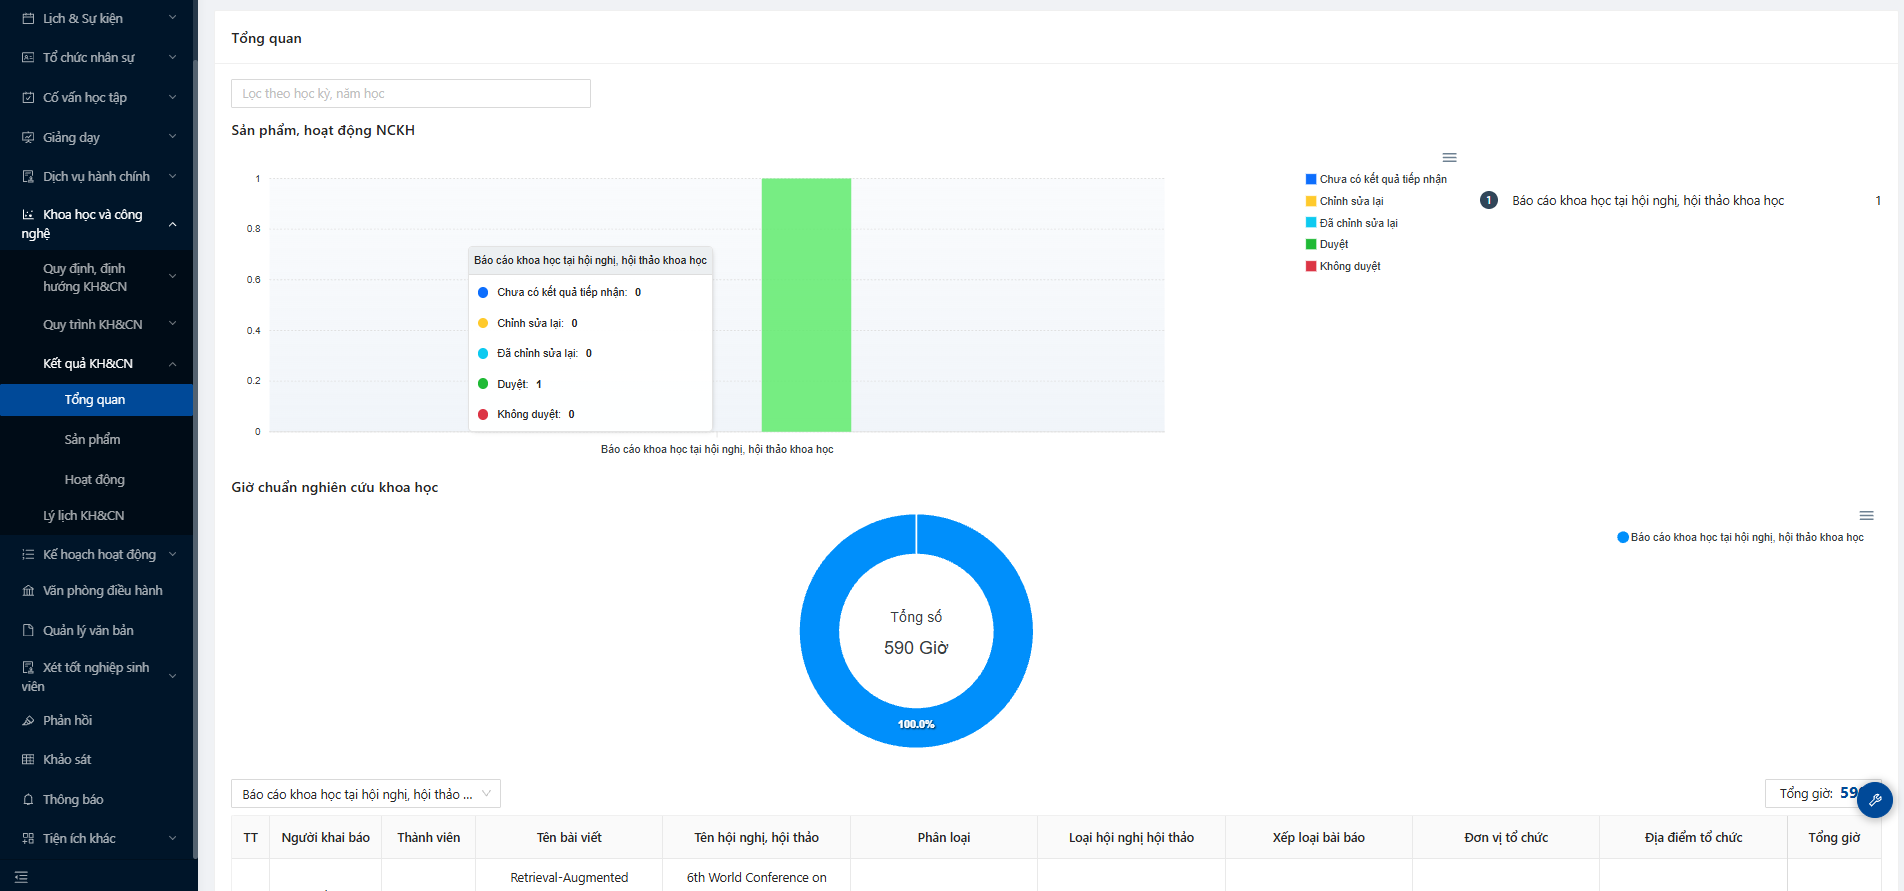 Lịch & Sự kiện
Tổ chức nhân sự
Cố vấn học tập
Giảng dạy
Dịch vụ hành chính
Khoa học và công
nghệ
Quy định, định
hướng KH&CN
Quy trình KH&CN
Kết quả KH&CN
Tổng quan
Sản phẩm
Hoạt động
Lý lịch KH&CN
Kế hoạch hoạt động
Văn phòng điều hành
Quản lý văn bản
Xét tốt nghiệp sinh
viên
Phản hồi
Khảo sát
Thông báo
Tiện ích khác
Tổng quan
Lọc theo học kỳ, năm học
Sản phẩm, hoạt động NCKH
1
0.8
0.6
0.4
0.2
0
Báo cáo khoa học tại hội nghị, hội thảo khoa học
Chưa có kết quả tiếp nhận: 0
Chỉnh sửa lại: 0
Đã chỉnh sửa lại: 0
Duyệt: 1
Không duyệt: 0
Báo cáo khoa học tại hội nghị, hội thảo khoa học
Chưa có kết quả tiếp nhận
Chỉnh sửa lại
Đã chỉnh sửa lại
Duyệt
Không duyệt
1 Báo cáo khoa học tại hội nghị, hội thảo khoa học 1
Giờ chuẩn nghiên cứu khoa học
Tổng số
590 Giờ
100.0%
Báo cáo khoa học tại hội nghị, hội thảo khoa học
Báo cáo khoa học tại hội nghị, hội thảo ...
Tổng giờ:
TT Người khai báo Thành viên Tên bài viết Tên hội nghị, hội thảo Phân loại Loại hội nghị hội thảo Xếp loại bài báo Đơn vị tổ chức Địa điểm tổ chức Tổng giờ
Retrieval-Augmented 6th World Conference on